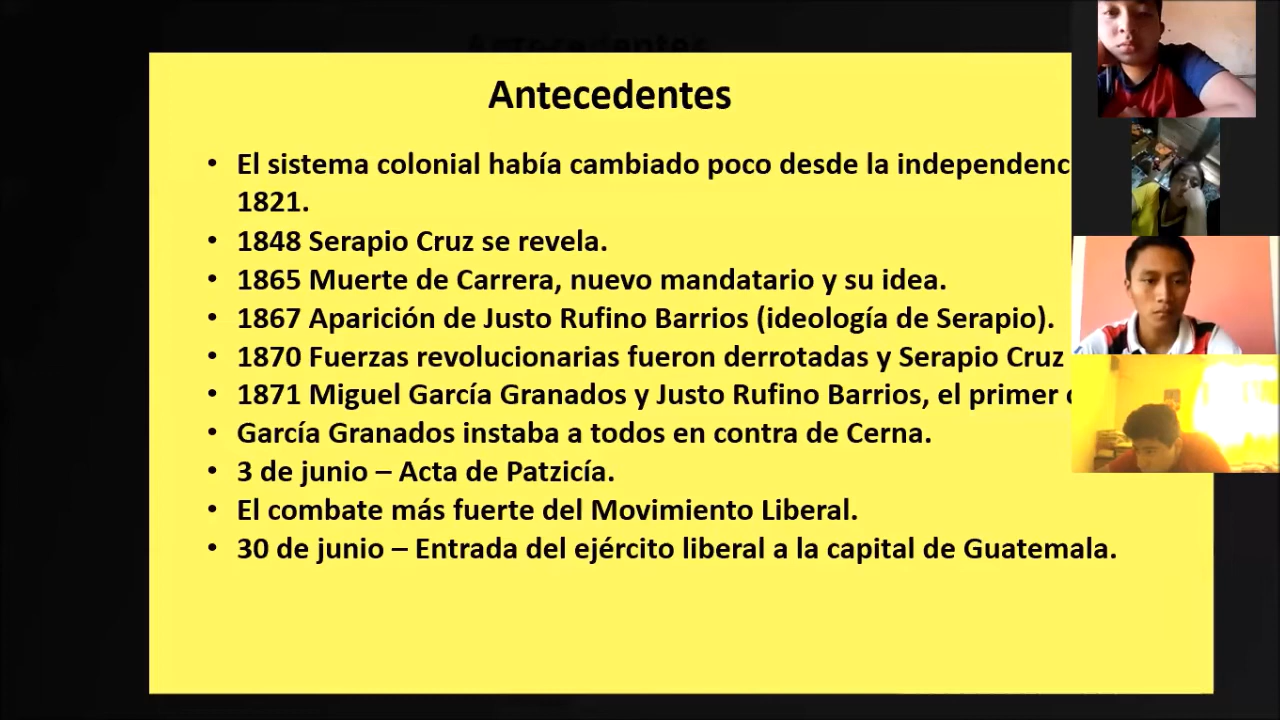 Antecedentes
• El sistema colonial había cambiado poco desde la
1821.
• 1848 Serapio Cruz se revela.
• 1865 Muerte de Carrera, nuevo mandatario y su idea.
• 1867 Aparición de Justo Rufino Barrios (ideología de Serapio).
• 1870 Fuerzas revolucionarias fueron derrotadas y Serapio Cruz
• 1871 Miguel García Granados y Justo Rufino Barrios, el primer
• García Granados instaba a todos en contra de Cerna.
• 3 de junio – Acta de Patzicía.
• El combate más fuerte del Movimiento Liberal.
• 30 de junio – Entrada del ejército liberal a la capital de Guatemala.